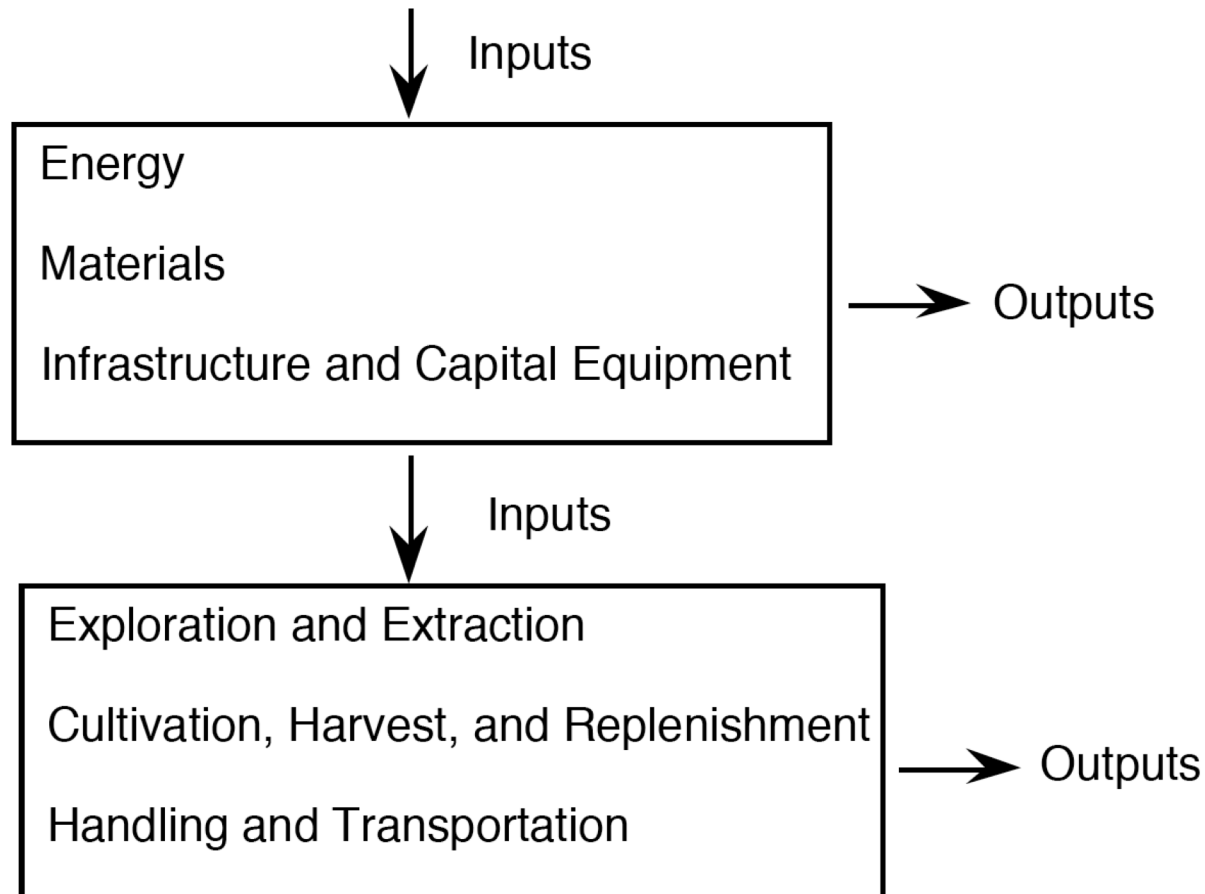 Inputs
Energy
Materials
Outputs
Infrastructure and Capital Equipment
Inputs
Exploration and Extraction
Cultivation, Harvest, and Replenishment
Outputs
Handling and Transportation